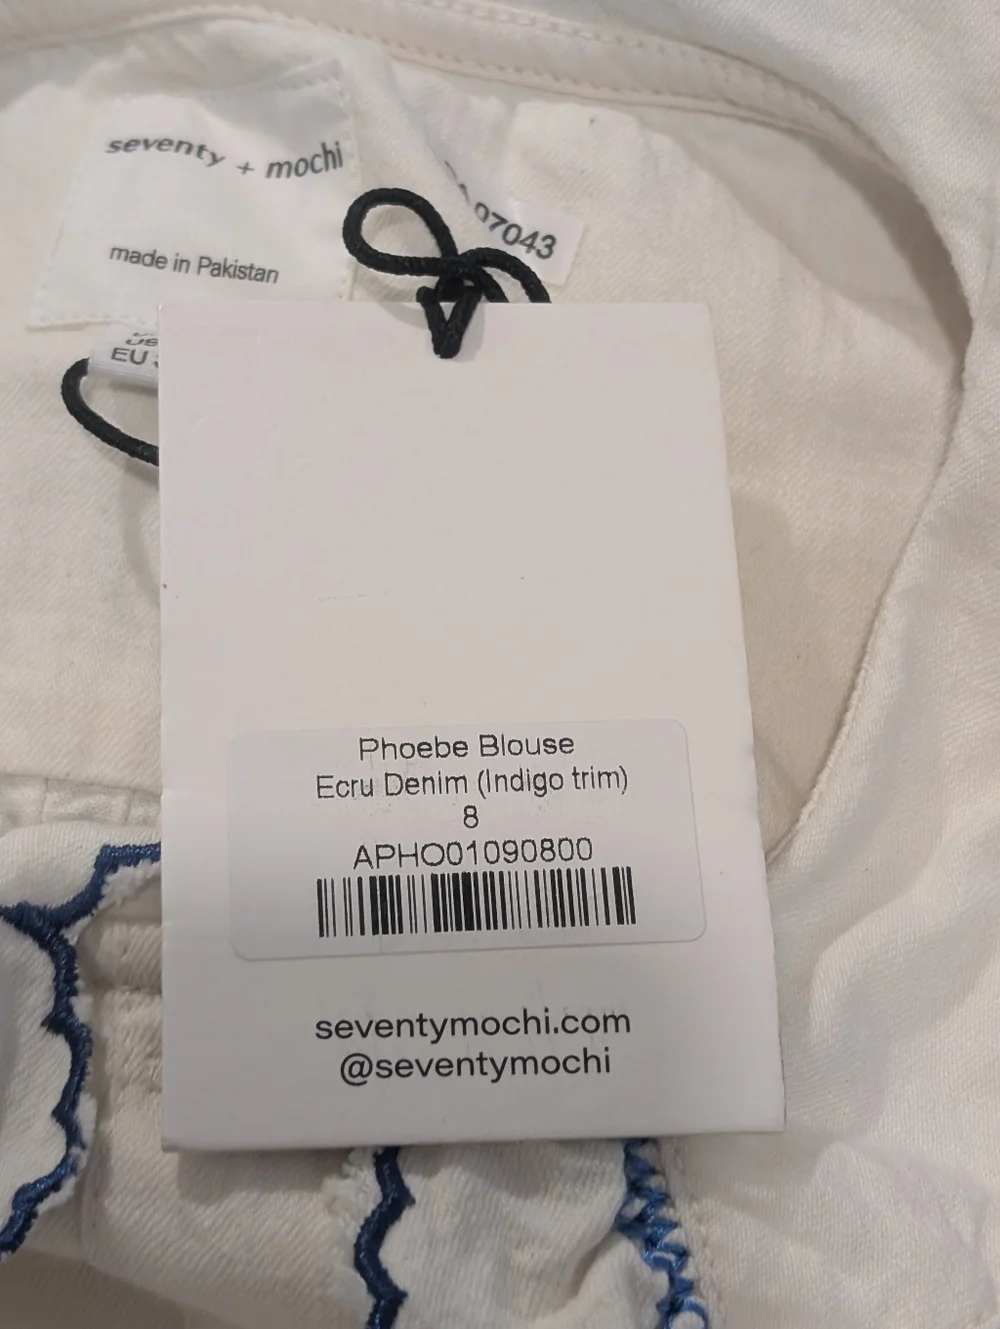 seventy + mochi
made in Pakistan
07043
EU
Phoebe Blouse
Ecru Denim (Indigo trim)
8
APHO01090800
seventymochi.com
@seventymochi